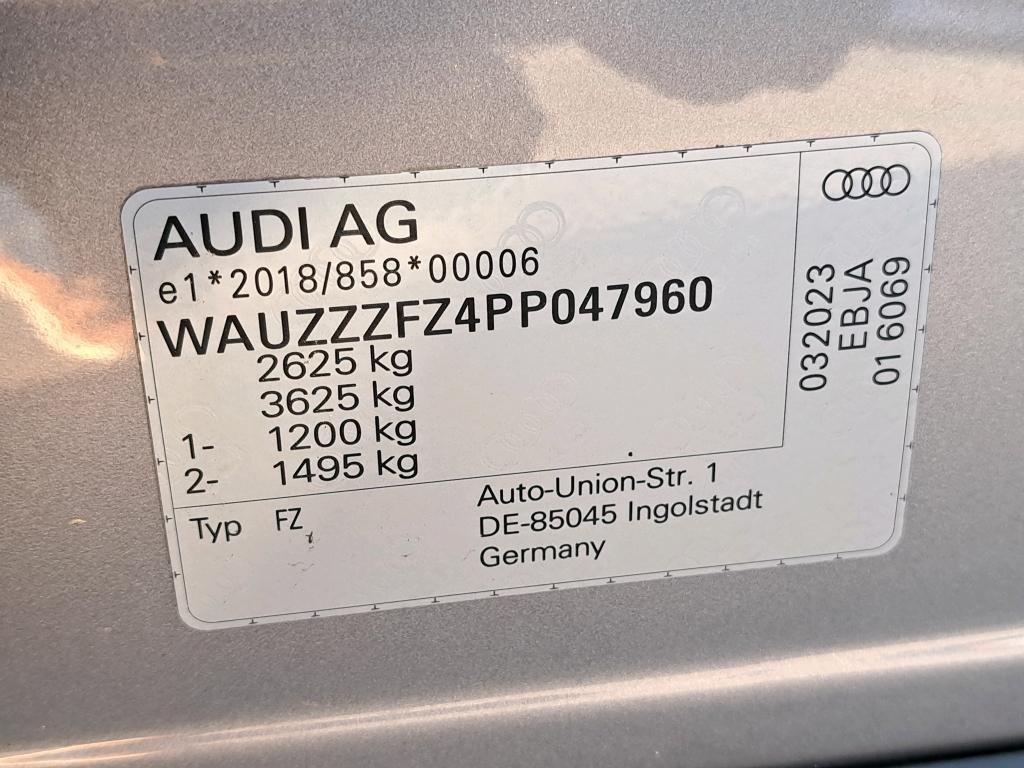 AUDI AG
e1*2018/858*00006
WAUZZZFZ4PP047960
2625 kg
3625 kg
1- 1200 kg
2- 1495 kg
Typ FZ
Auto-Union-Str. 1
DE-85045 Ingolstadt
Germany
032023
EBJA
01 6069